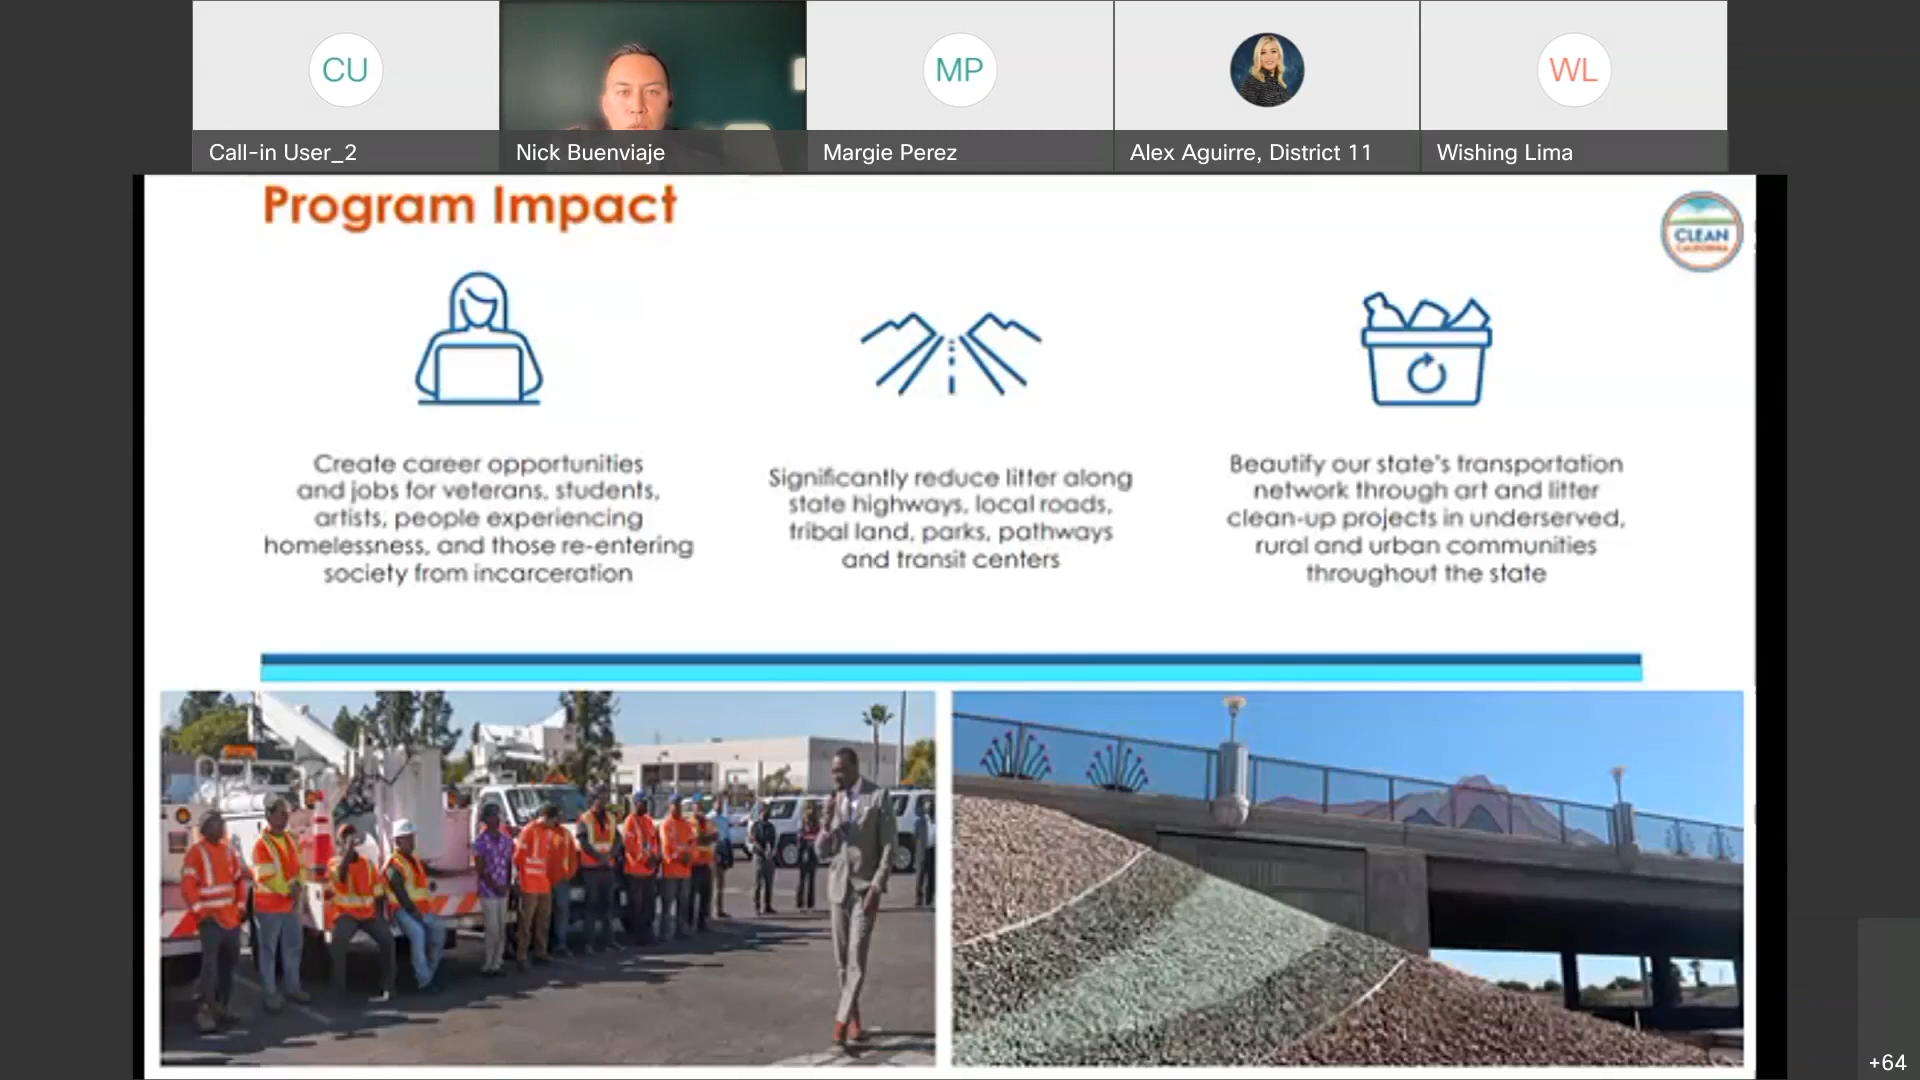 CU
MP
WL
Call-in User_2
Nick Buenviaje
Margie Perez
Alex Aguirre, District 11
Wishing Lima
Program Impact
CLEAN
CALIFORNIA
Create career opportunities
and jobs for veterans, students,
artists, people experiencing
homelessness, and those re-entering
society from incarceration
Significantly reduce litter along
state highways, local roads,
tribal land, parks, pathways
and transit centers
Beautify our state's transportation
network through art and litter
clean-up projects in underserved,
rural and urban communities
throughout the state
+64